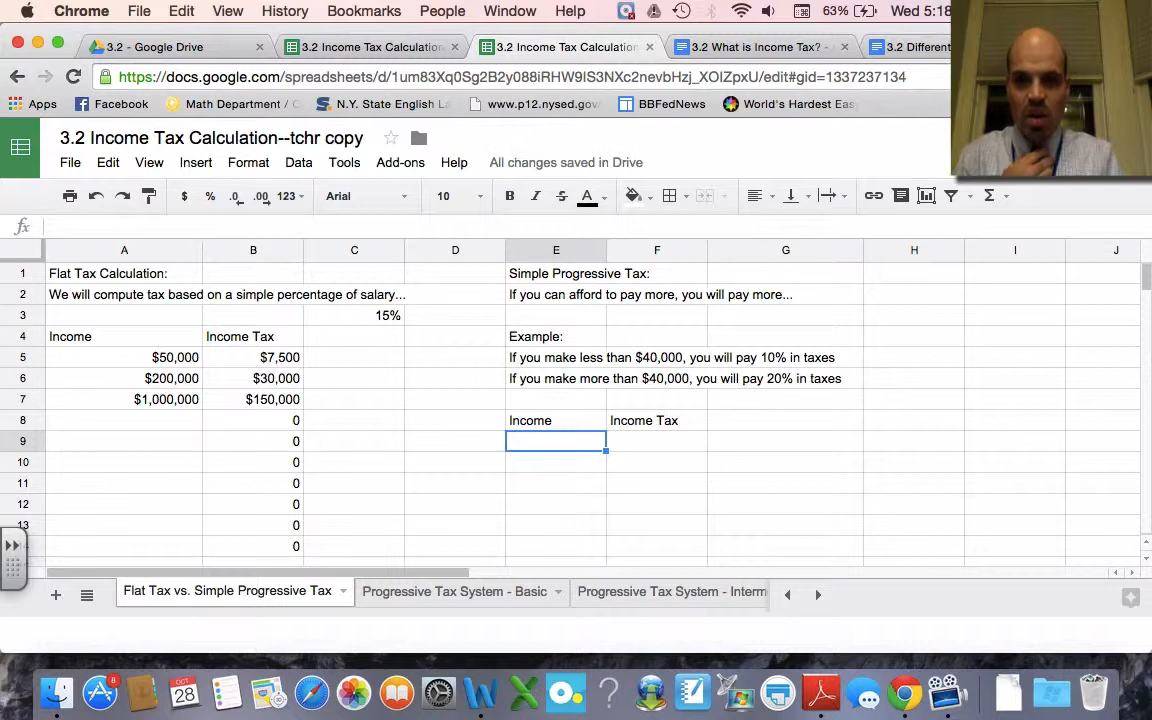 Chrome File Edit View History Bookmarks People Window Help 63% Wed 5:18
3.2 - Google Drive × 3.2 Income Tax Calculation × 3.2 Income Tax Calculation × 3.2 What is Income Tax? - × 3.2 Different
https://docs.google.com/spreadsheets/d/1um83Xq0Sg2B2y088iRHW9IS3NXc2nevbHzj_XOIZpxU/edit#gid=1337237134
Apps Facebook Math Department / C N.Y. State English La www.p12.nysed.gov/ BBFedNews World's Hardest Eas
3.2 Income Tax Calculation--tchr copy
File Edit View Insert Format Data Tools Add-ons Help All changes saved in Drive
$ % .0 .00 123 Arial 10 B I S A Σ
fx
A B C D E F G H I J
1 Flat Tax Calculation: Simple Progressive Tax:
2 We will compute tax based on a simple percentage of salary... If you can afford to pay more, you will pay more...
3 15%
4 Income Income Tax Example:
5 $50,000 $7,500 If you make less than $40,000, you will pay 10% in taxes
6 $200,000 $30,000 If you make more than $40,000, you will pay 20% in taxes
7 $1,000,000 $150,000
8 0 Income Income Tax
9 0
10 0
11 0
12 0
13 0
0
+ Flat Tax vs. Simple Progressive Tax Progressive Tax System - Basic Progressive Tax System - Interm
8 OCT 28